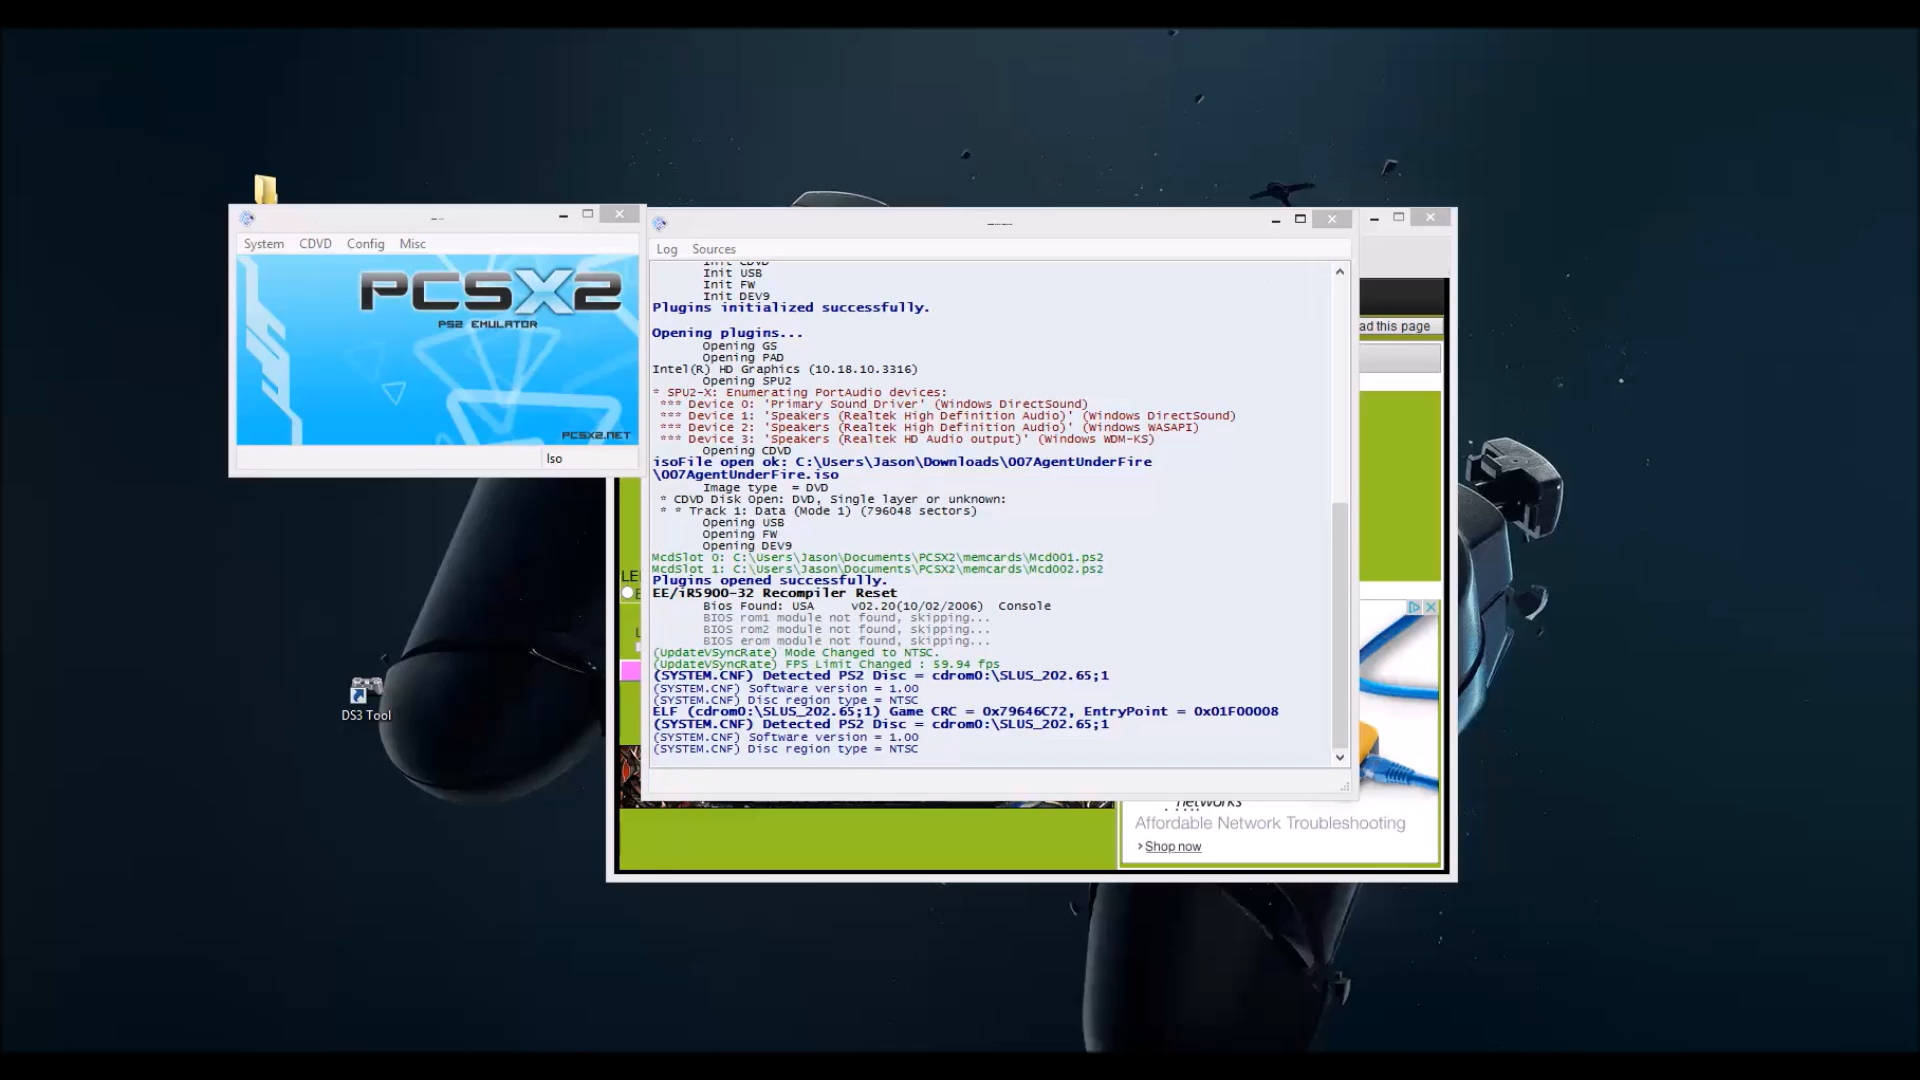 System CDVD Config Misc
PCSX2
PS2 EMULATOR
PCSX2.NET
Iso
Log Sources
Init CDVD
Init USB
Init FW
Init DEV9
Plugins initialized successfully.
Opening plugins...
Opening GS
Opening PAD
Intel(R) HD Graphics (10.18.10.3316)
Opening SPU2
* SPU2-X: Enumerating PortAudio devices:
*** Device 0: 'Primary Sound Driver' (Windows DirectSound)
*** Device 1: 'Speakers (Realtek High Definition Audio)' (Windows DirectSound)
*** Device 2: 'Speakers (Realtek High Definition Audio)' (Windows WASAPI)
*** Device 3: 'Speakers (Realtek HD Audio output)' (Windows WDM-KS)
Opening CDVD
isoFile open ok: C:\Users\Jason\Downloads\007AgentUnderFire
\007AgentUnderFire.iso
Image type = DVD
* CDVD Disk Open: DVD, Single layer or unknown:
* * Track 1: Data (Mode 1) (796048 sectors)
Opening USB
Opening FW
Opening DEV9
McdSlot 0: C:\Users\Jason\Documents\PCSX2\memcards\Mcd001.ps2
McdSlot 1: C:\Users\Jason\Documents\PCSX2\memcards\Mcd002.ps2
Plugins opened successfully.
EE/iR5900-32 Recompiler Reset
Bios Found: USA v02.20(10/02/2006) Console
BIOS rom1 module not found, skipping...
BIOS rom2 module not found, skipping...
BIOS erom module not found, skipping...
(UpdateVSyncRate) Mode Changed to NTSC.
(UpdateVSyncRate) FPS Limit Changed : 59.94 fps
(SYSTEM.CNF) Detected PS2 Disc = cdrom0:\SLUS_202.65;1
(SYSTEM.CNF) Software version = 1.00
(SYSTEM.CNF) Disc region type = NTSC
ELF (cdrom0:\SLUS_202.65;1) Game CRC = 0x79646C72, EntryPoint = 0x01F00008
(SYSTEM.CNF) Detected PS2 Disc = cdrom0:\SLUS_202.65;1
(SYSTEM.CNF) Software version = 1.00
(SYSTEM.CNF) Disc region type = NTSC
ad this page
LE
DS3 Tool
networks
Affordable Network Troubleshooting
Shop now